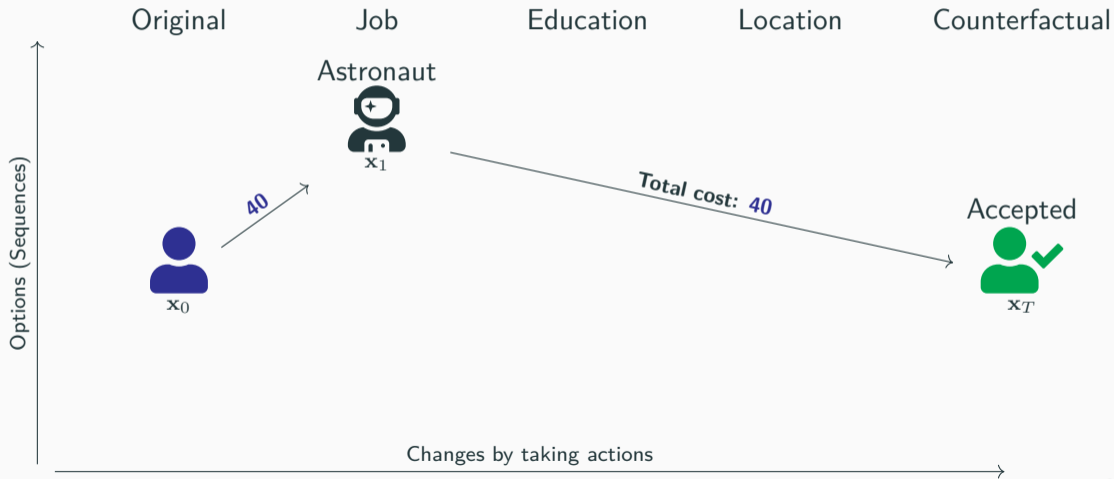 Original
Job
Education
Location
Counterfactual
Astronaut
x₁
40
Total cost: 40
Accepted
x₀
x_T
Options (Sequences)
Changes by taking actions